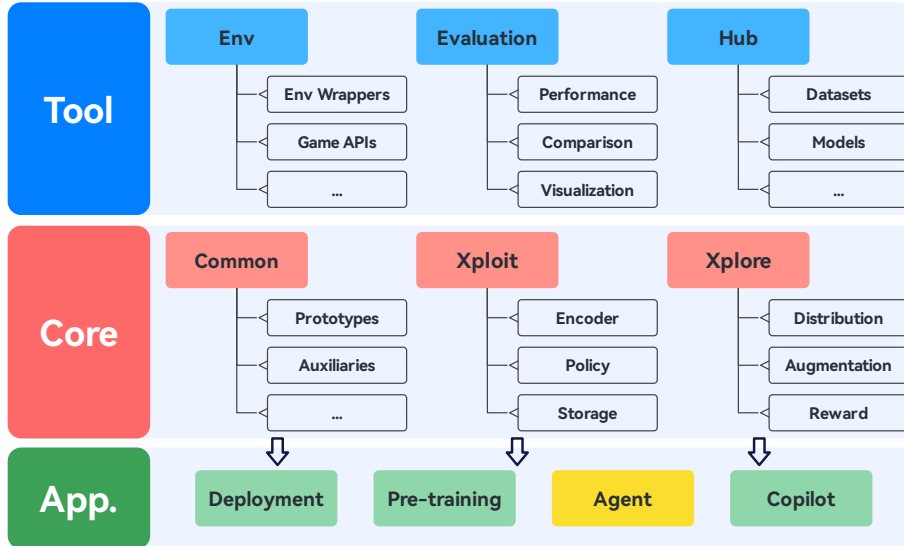 Tool
Env
Evaluation
Hub
Env Wrappers
Performance
Datasets
Game APIs
Comparison
Models
...
Visualization
...
Core
Common
Xploit
Xplore
Prototypes
Encoder
Distribution
Auxiliaries
Policy
Augmentation
...
Storage
Reward
App.
Deployment
Pre-training
Agent
Copilot